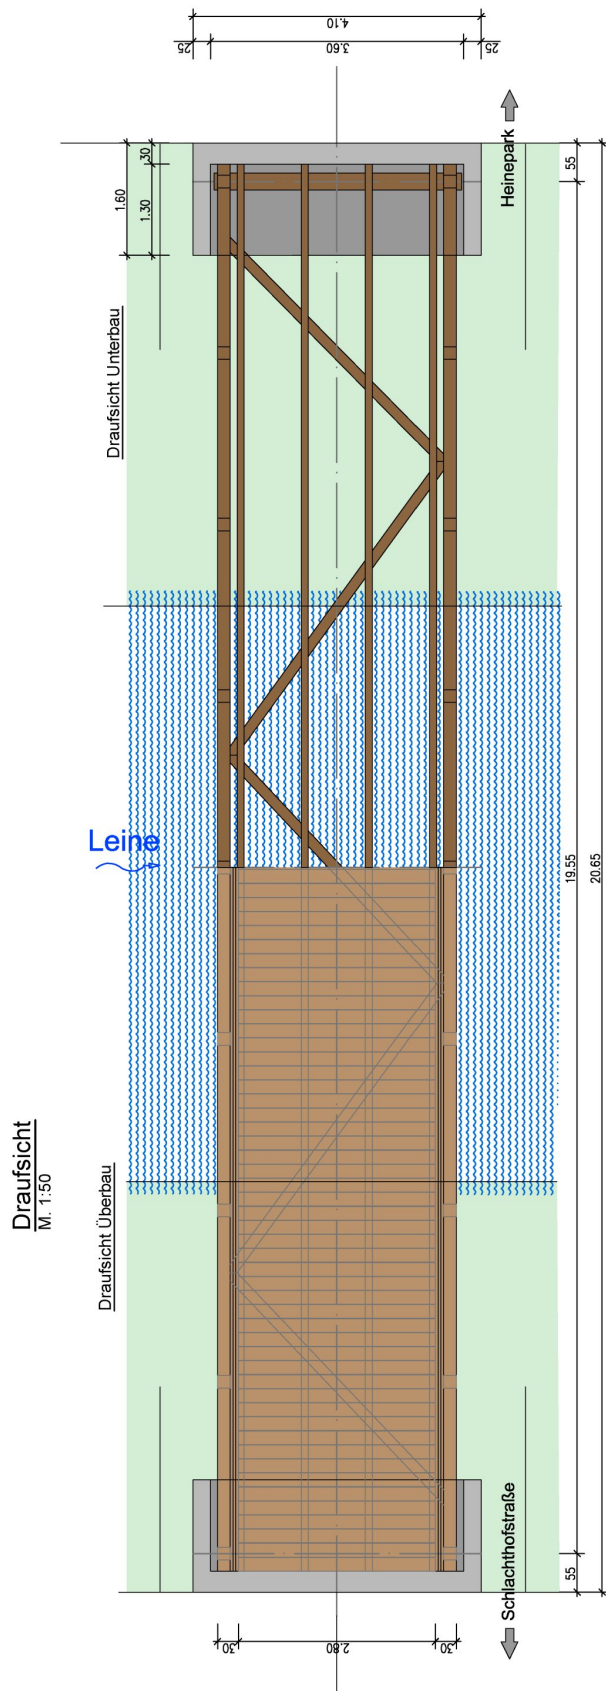 4.10
25
3.60
25
Heinepark
55
1.60
.30
1.30
Draufsicht Unterbau
Leine
19.55
20.65
Draufsicht
M. 1:50
Draufsicht Überbau
Schlachthofstraße
55
.30
2.80
.30